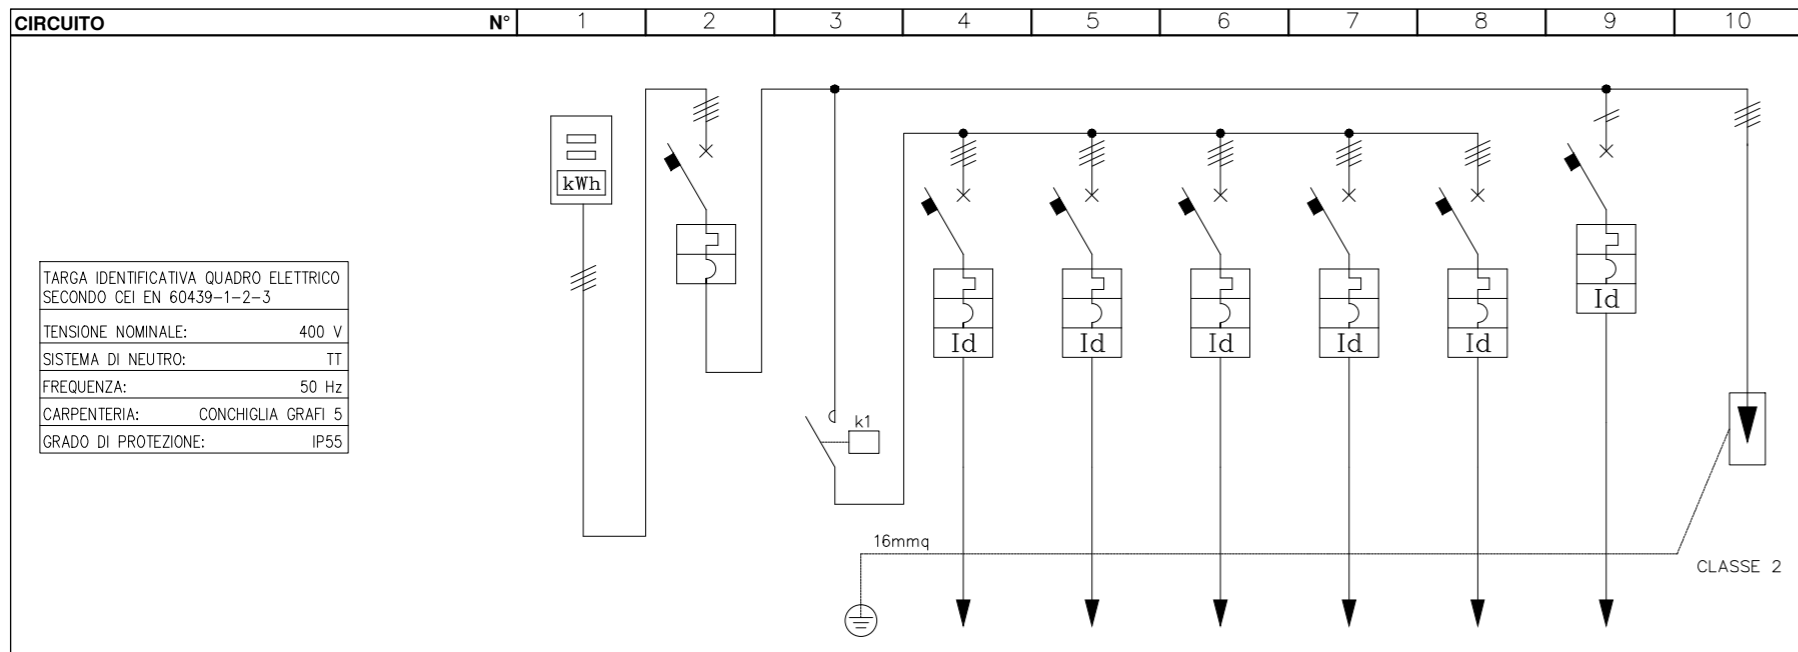 CIRCUITO N° 1 2 3 4 5 6 7 8 9 10
kWh
TARGA IDENTIFICATIVA QUADRO ELETTRICO
SECONDO CEI EN 60439-1-2-3
TENSIONE NOMINALE: 400 V
SISTEMA DI NEUTRO: TT
FREQUENZA: 50 Hz
CARPENTERIA: CONCHIGLIA GRAFI 5
GRADO DI PROTEZIONE: IP55
Id
Id Id Id Id Id
k1
16mmq
CLASSE 2